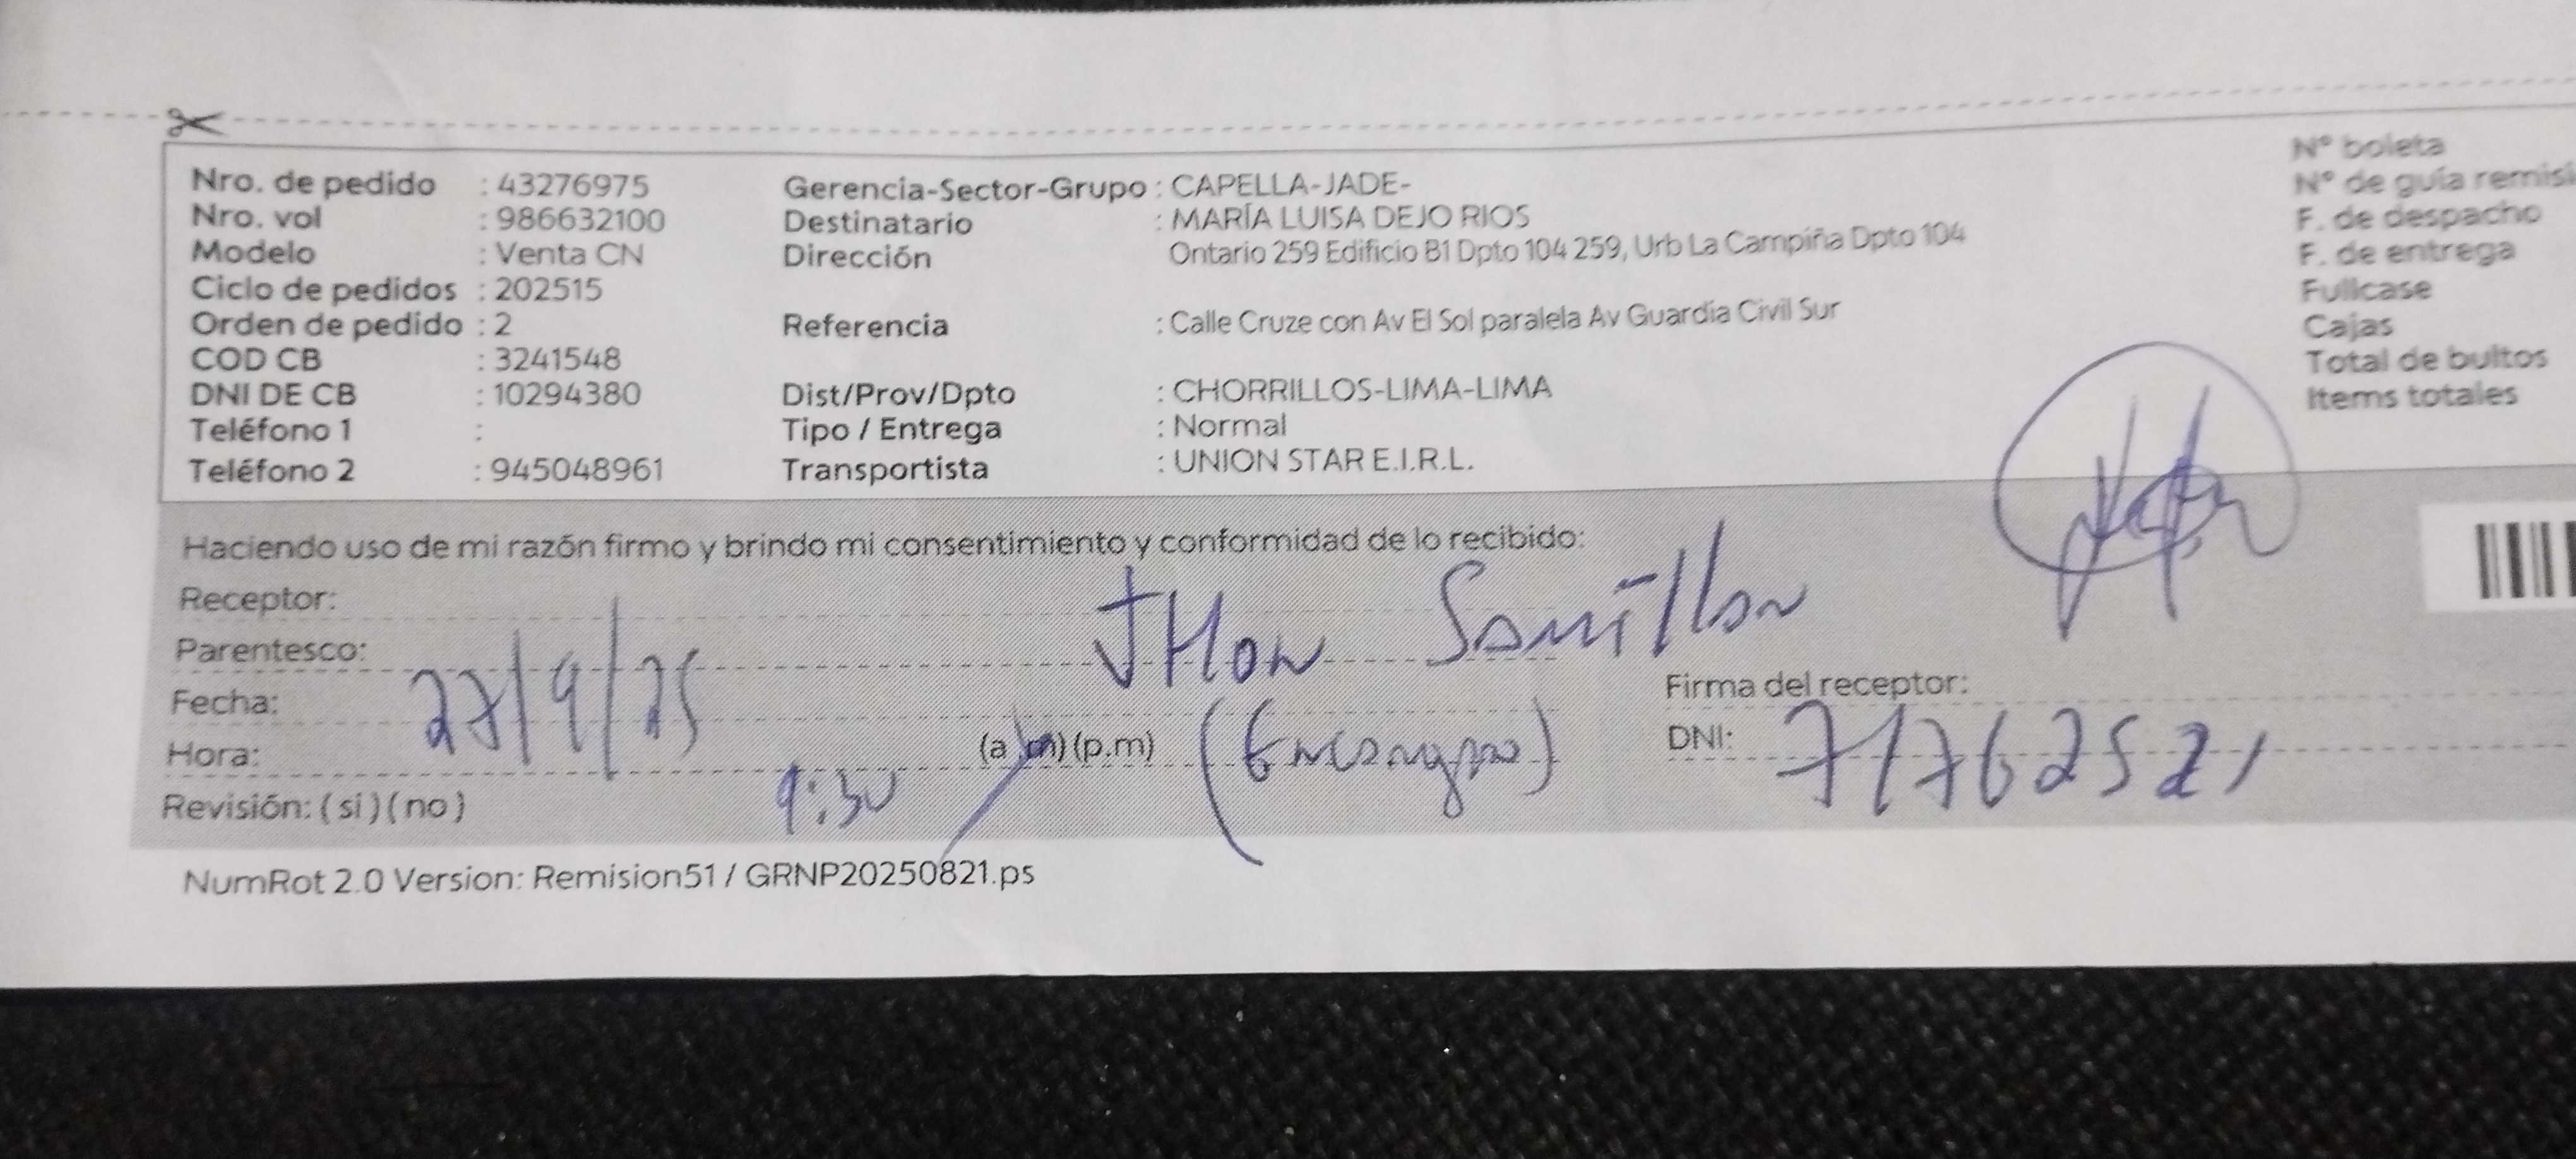 Nro. de pedido : 43276975
Nro. vol : 986632100
Modelo : Venta CN
Ciclo de pedidos : 202515
Orden de pedido : 2
COD CB : 3241548
DNI DE CB : 10294380
Teléfono 1 :
Teléfono 2 : 945048961
Gerencia-Sector-Grupo : CAPELLA-JADE-
Destinatario : MARÍA LUISA DEJO RIOS
Dirección Ontario 259 Edificio B1 Dpto 104 259, Urb La Campiña Dpto 104
Referencia : Calle Cruze con Av El Sol paralela Av Guardia Civil Sur
Dist/Prov/Dpto : CHORRILLOS-LIMA-LIMA
Tipo / Entrega : Normal
Transportista : UNION STAR E.I.R.L.
N° boleta
N° de guía remisi
F. de despacho
F. de entrega
Fullcase
Cajas
Total de bultos
Items totales
Haciendo uso de mi razón firmo y brindo mi consentimiento y conformidad de lo recibido:
Receptor: JHon
Parentesco:
Fecha: 27/9/25
Hora: 9:30 (a.m) (p.m)
Revisión: (si) (no)
Firma del receptor:
DNI: 71762521
NumRot 2.0 Version: Remision51 / GRNP20250821.ps